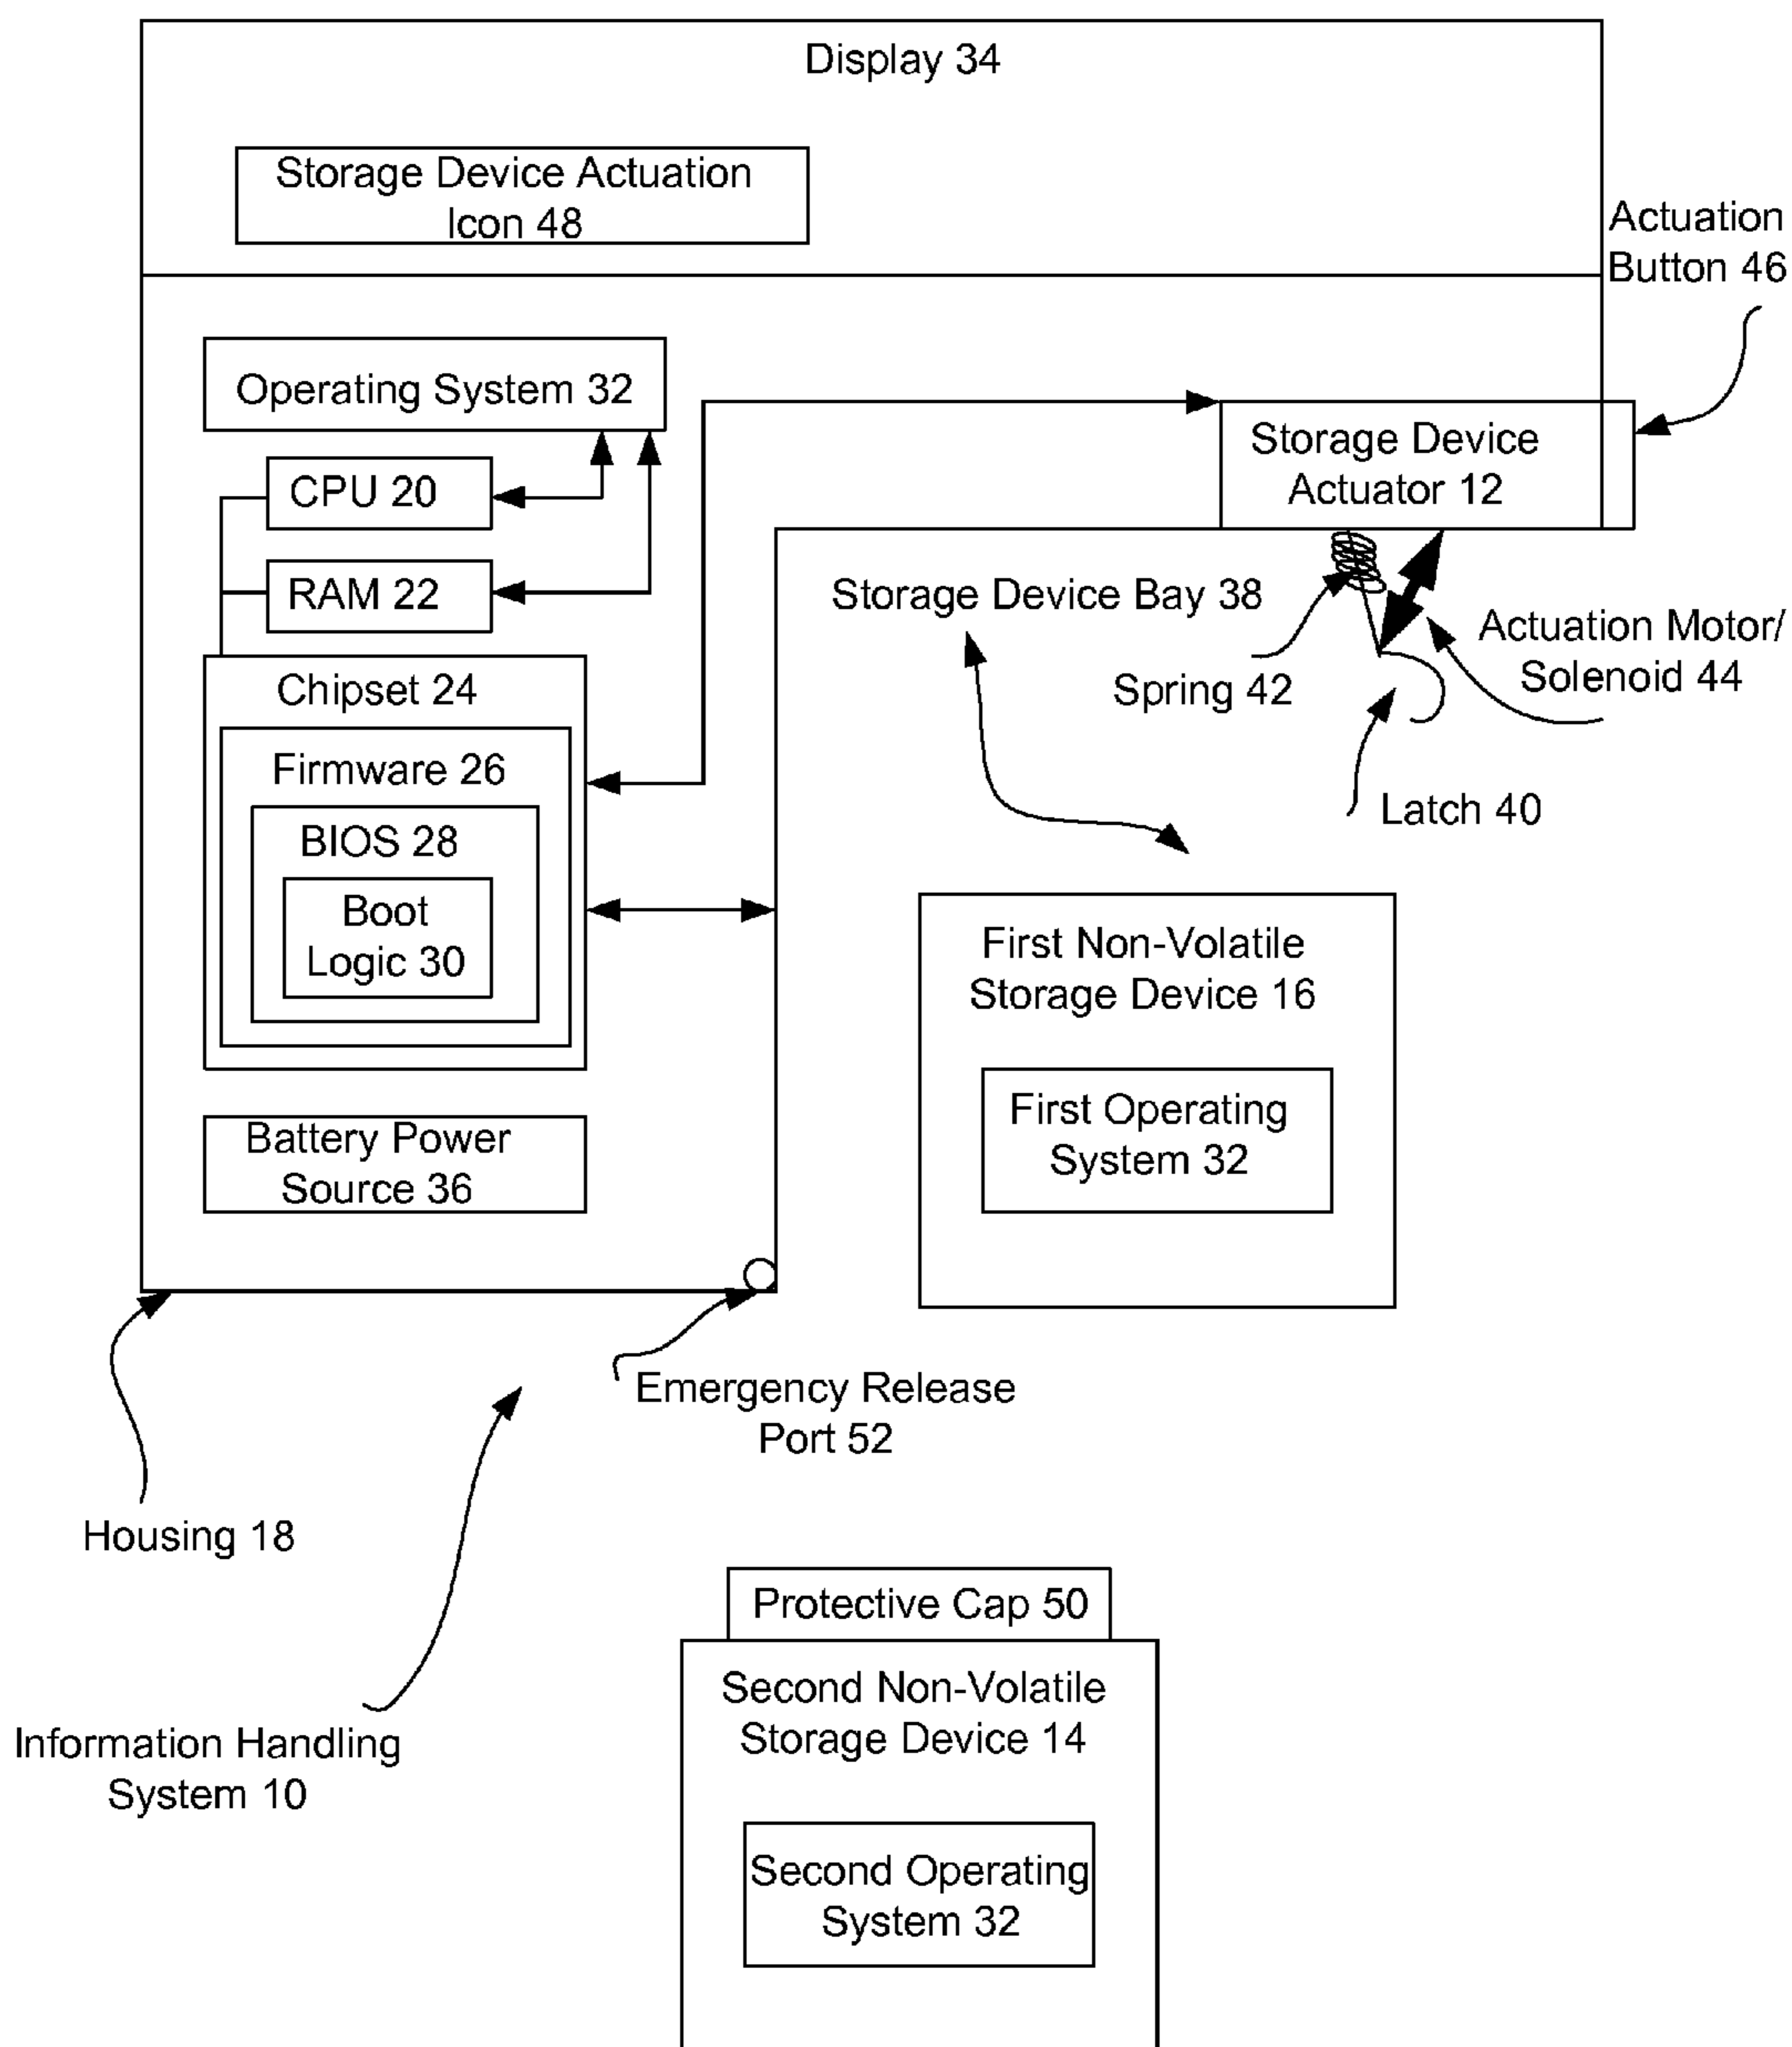 Display 34
Storage Device Actuation
Icon 48
Actuation
Button 46
Operating System 32
CPU 20
RAM 22
Storage Device
Actuator 12
Storage Device Bay 38
Spring 42
Actuation Motor/
Solenoid 44
Latch 40
Chipset 24
Firmware 26
BIOS 28
Boot
Logic 30
First Non-Volatile
Storage Device 16
First Operating
System 32
Battery Power
Source 36
Emergency Release
Port 52
Housing 18
Information Handling
System 10
Protective Cap 50
Second Non-Volatile
Storage Device 14
Second Operating
System 32